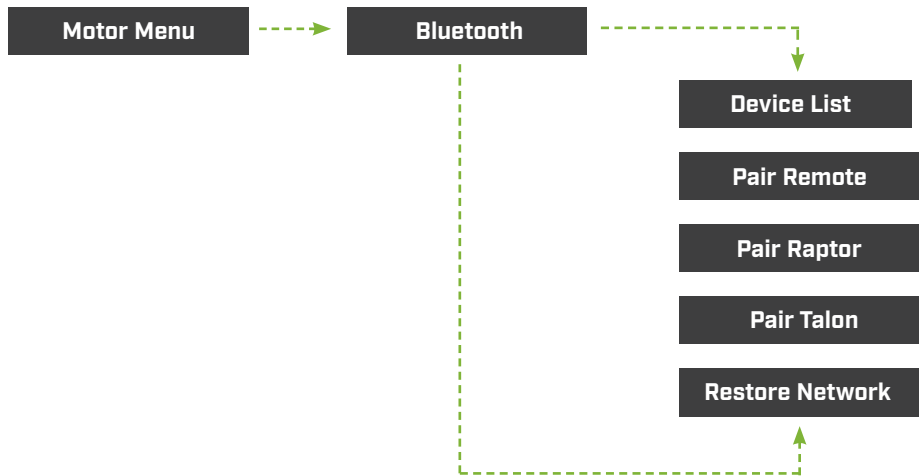 Motor Menu
Bluetooth
Device List
Pair Remote
Pair Raptor
Pair Talon
Restore Network